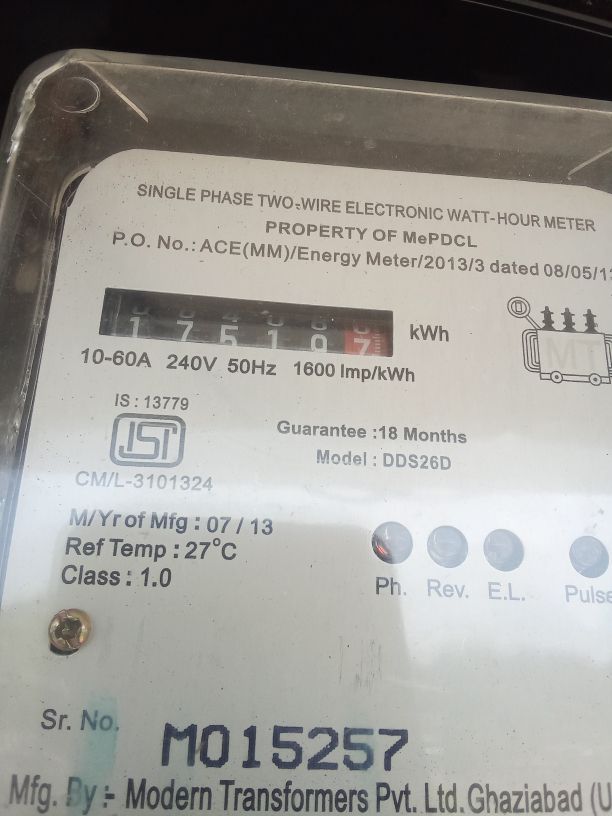 SINGLE PHASE TWO-WIRE ELECTRONIC WATT-HOUR METER
PROPERTY OF MePDCL
P.O. No.: ACE(MM)/Energy Meter/2013/3 dated 08/05/1
1 7 5 1 9 7 kWh
10-60A 240V 50Hz 1600 Imp/kWh
MT
IS : 13779
ISI
CM/L-3101324
Guarantee :18 Months
Model : DDS26D
M/Yr of Mfg : 07 / 13
Ref Temp : 27°C
Class : 1.0
Ph. Rev. E.L. Pulse
Sr. No.
M015257
Mfg. By :- Modern Transformers Pvt. Ltd. Ghaziabad (U